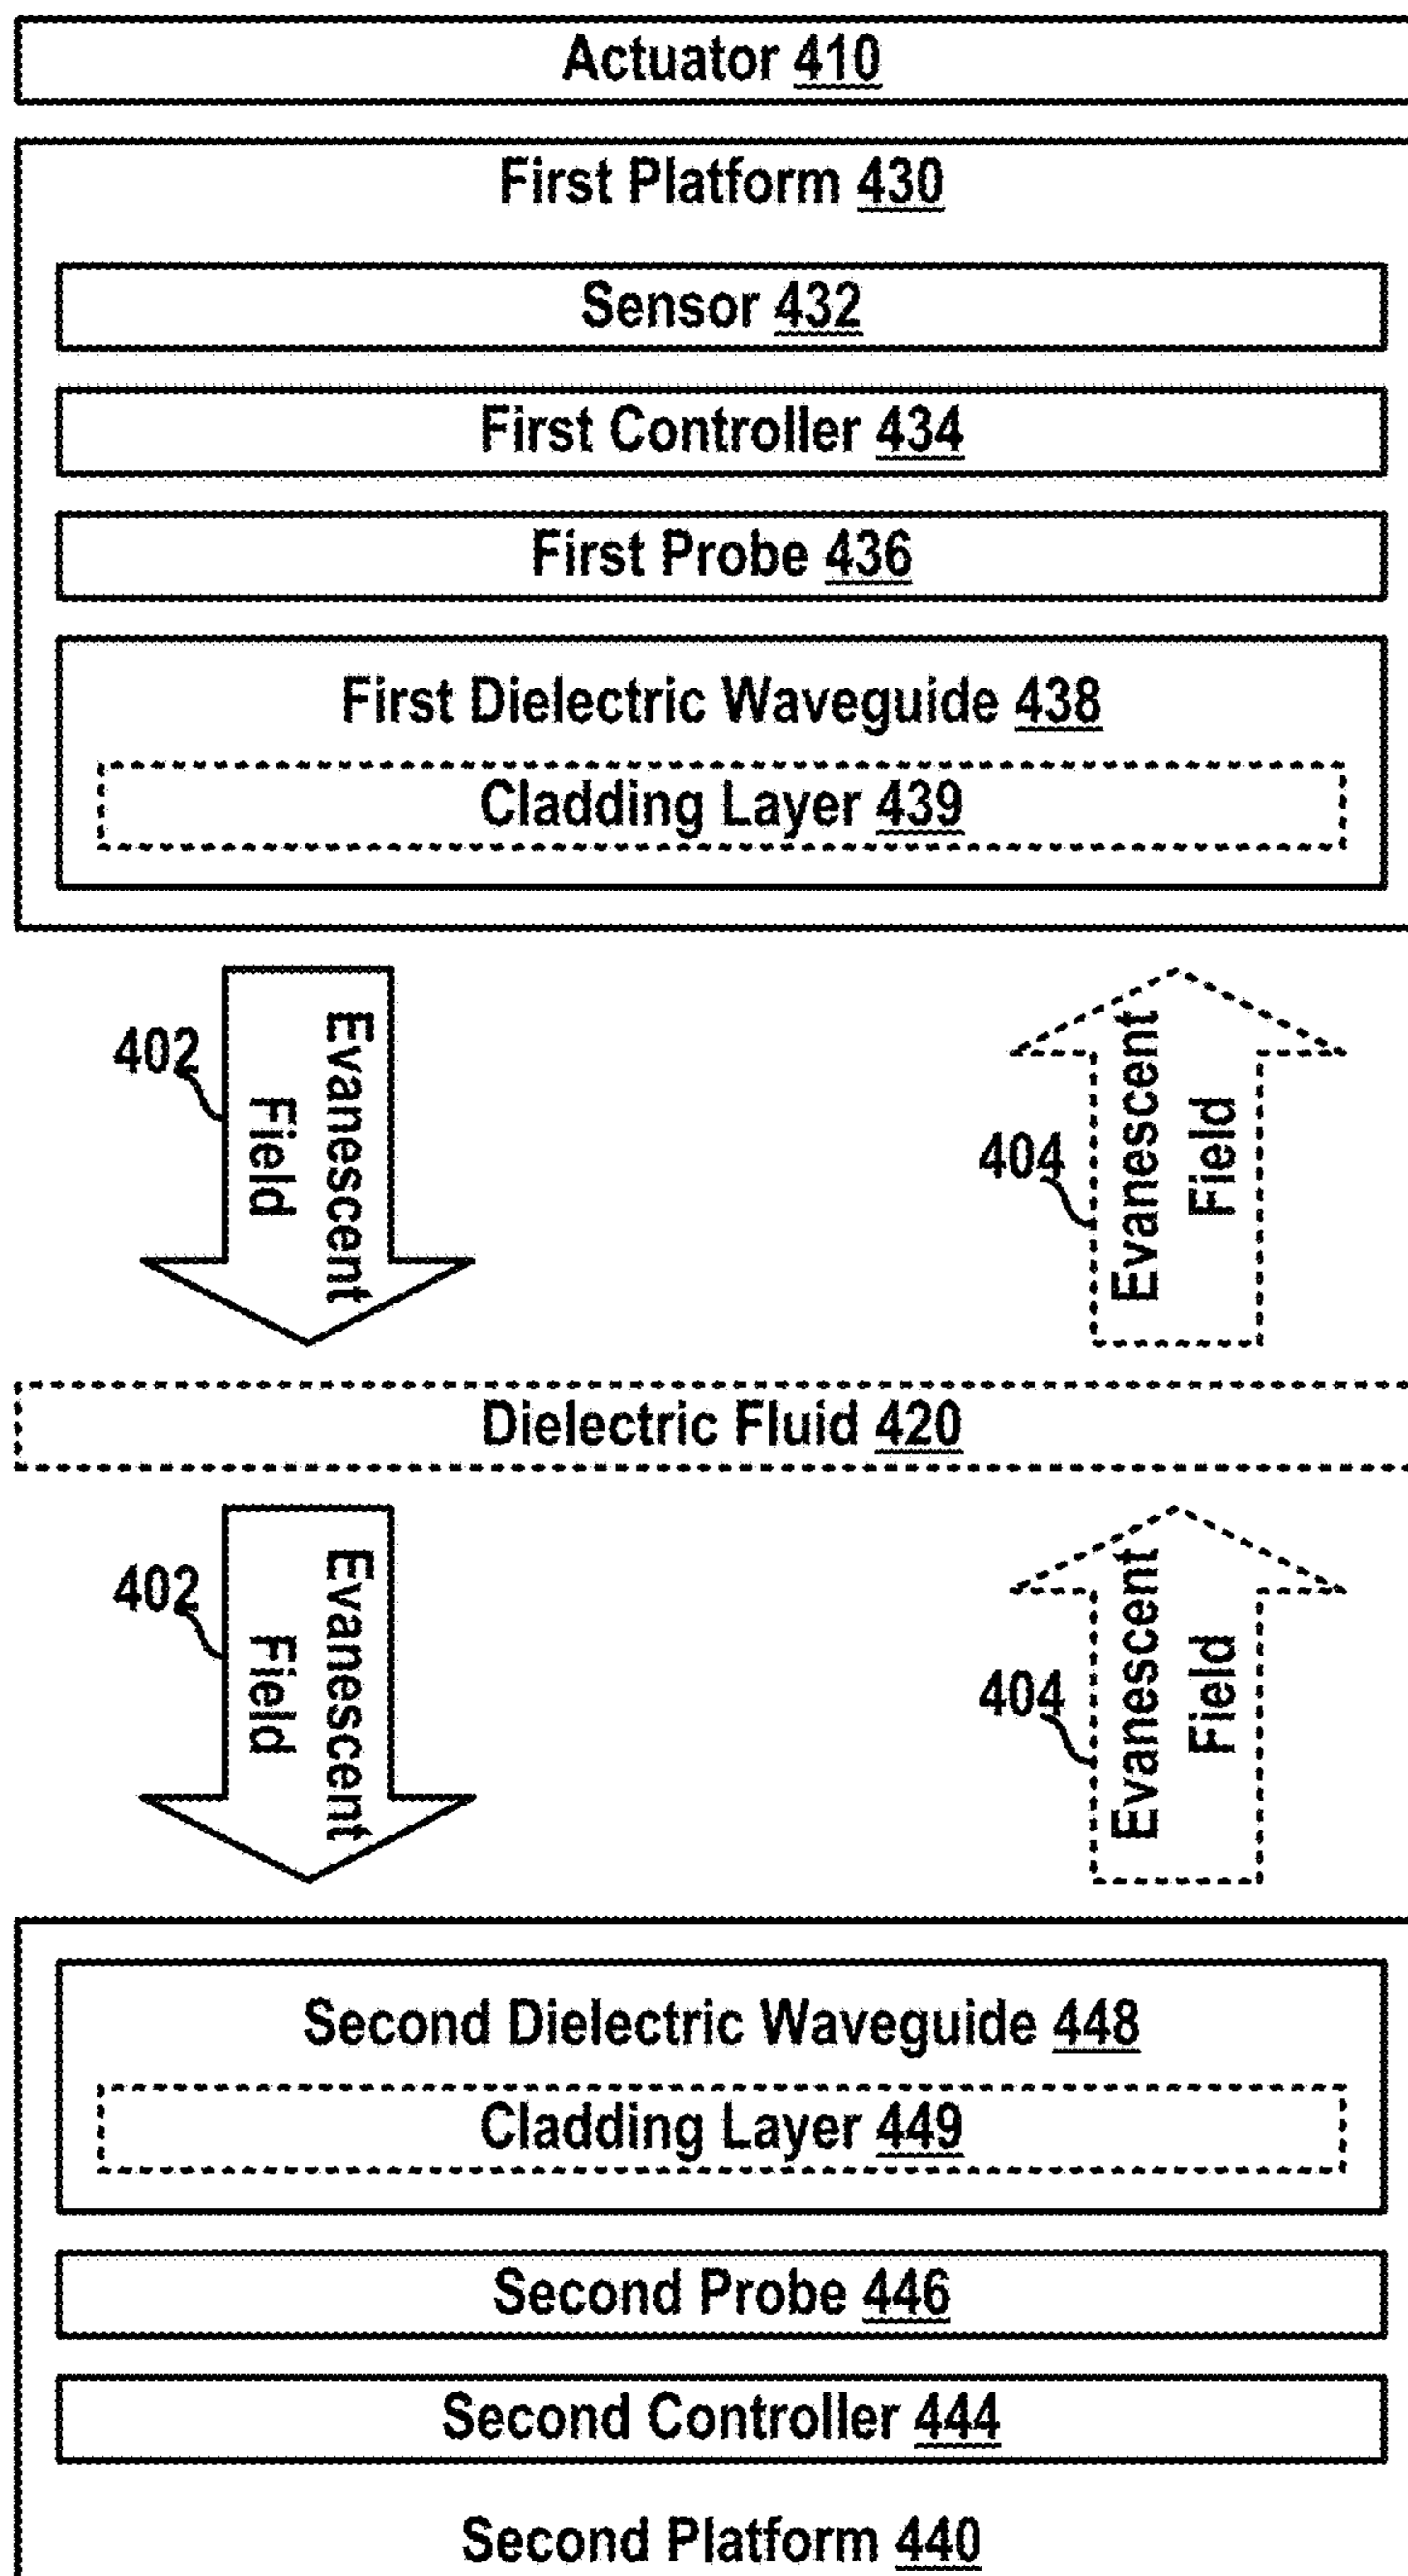 Actuator 410
First Platform 430
Sensor 432
First Controller 434
First Probe 436
First Dielectric Waveguide 438
Cladding Layer 439
402
Evanescent
Field
404
Evanescent
Field
Dielectric Fluid 420
402
Evanescent
Field
404
Evanescent
Field
Second Dielectric Waveguide 448
Cladding Layer 449
Second Probe 446
Second Controller 444
Second Platform 440